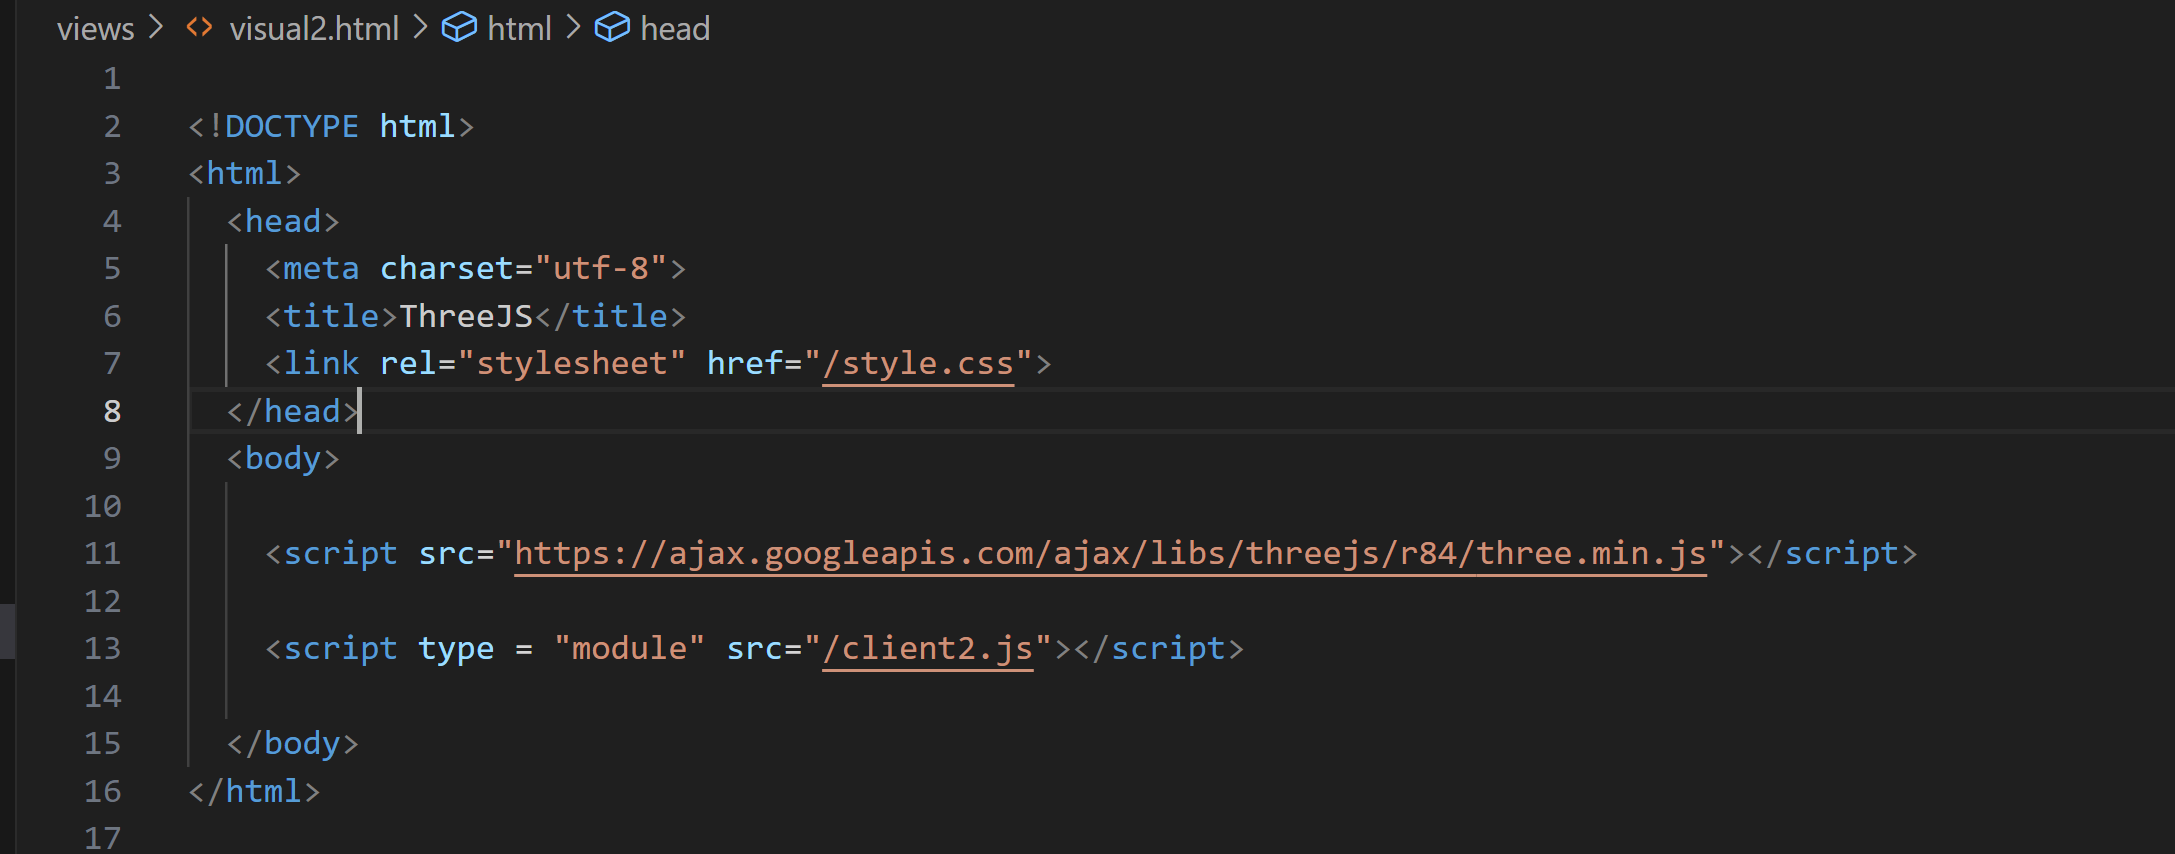 views > <> visual2.html > html > head
1
2 <!DOCTYPE html>
3 <html>
4 <head>
5 <meta charset="utf-8">
6 <title>ThreeJS</title>
7 <link rel="stylesheet" href="/style.css">
8 </head>
9 <body>
10
11 <script src="https://ajax.googleapis.com/ajax/libs/threejs/r84/three.min.js"></script>
12
13 <script type = "module" src="/client2.js"></script>
14
15 </body>
16 </html>
17